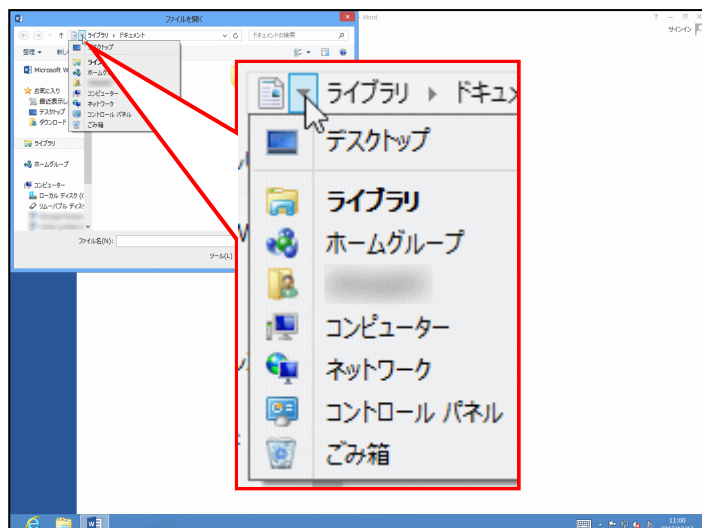 ファイルを開く
Word
サインイン
ライブラリ ▸ ドキュメント
ドキュメントの検索
整理 ▾
デスクトップ
ライブラリ
ホームグループ
コンピューター
ネットワーク
コントロール パネル
ごみ箱
Microsoft W
お気に入り
最近表示し
デスクトップ
ダウンロード
ライブラリ
ホームグループ
コンピューター
ローカル ディスク (C
リムーバブル ディスク
ファイル名(N):
ツール(L)
ライブラリ ▸ ドキュメ
デスクトップ
ライブラリ
ホームグループ
コンピューター
ネットワーク
コントロール パネル
ごみ箱
11:00